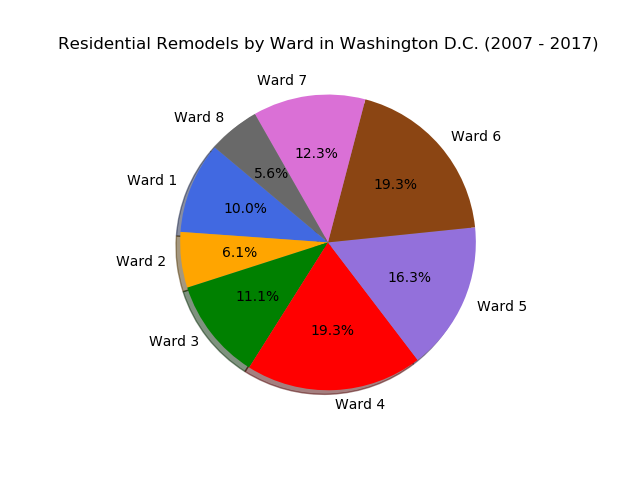 Residential Remodels by Ward in Washington D.C. (2007 - 2017)
Ward 7
Ward 8
Ward 6
12.3%
5.6%
19.3%
Ward 1
10.0%
Ward 2
6.1%
16.3%
11.1%
Ward 5
19.3%
Ward 3
Ward 4